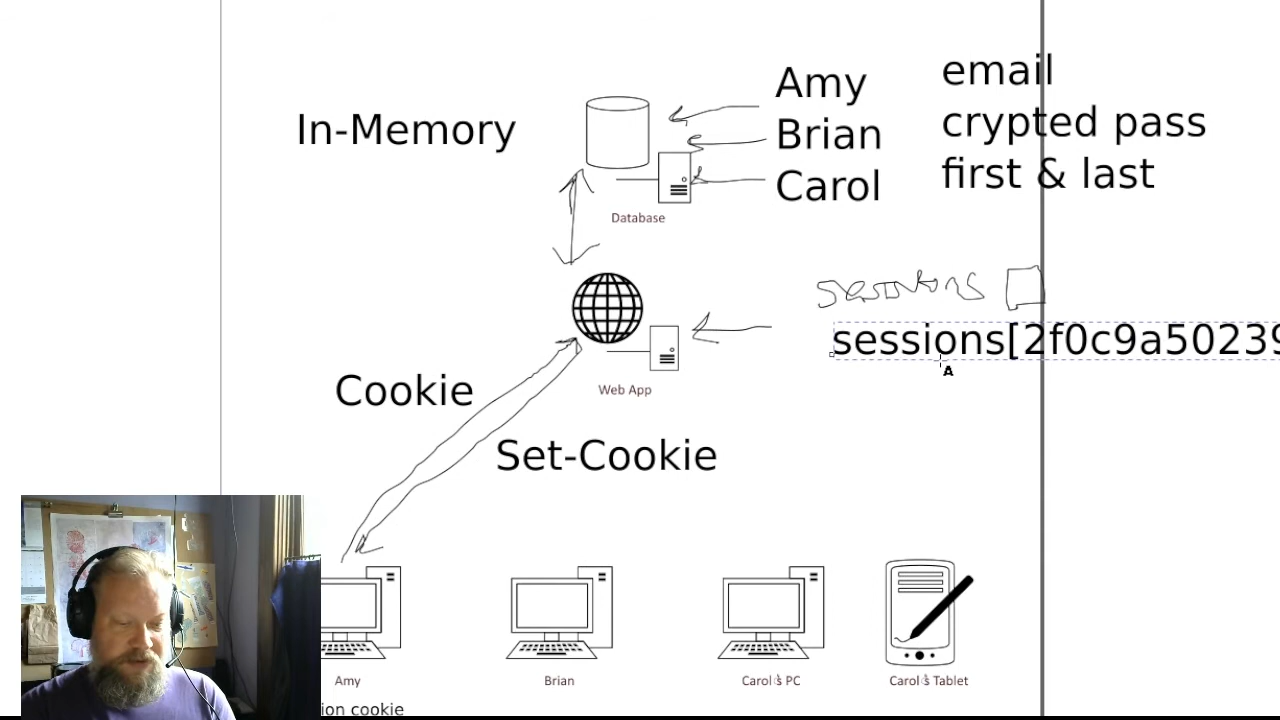 In-Memory
Amy
Brian
Carol
email
crypted pass
first & last
Database
sessions
sessions[2f0c9a50239
A
Web App
Cookie
Set-Cookie
Amy
Brian
Carol's PC
Carol's Tablet
ion cookie